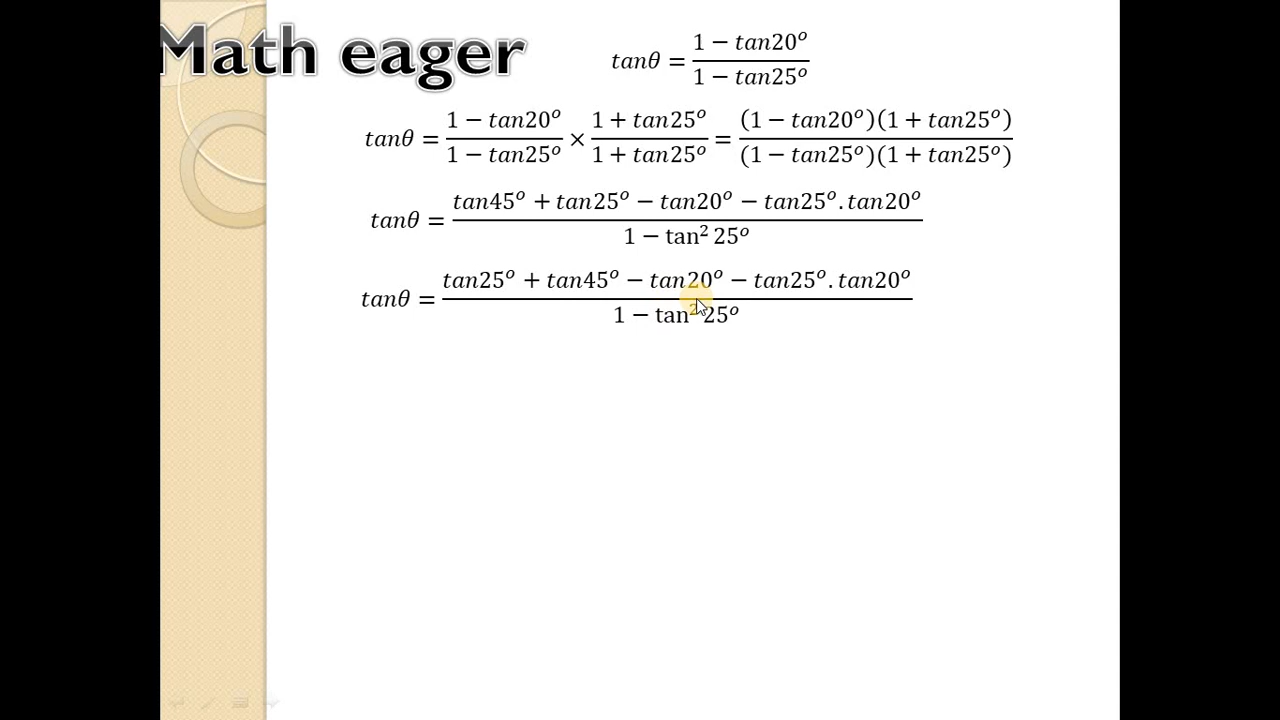 Math eager
tanθ = (1 − tan20°)/(1 − tan25°)
tanθ = (1 − tan20°)/(1 − tan25°) × (1 + tan25°)/(1 + tan25°) = ((1 − tan20°)(1 + tan25°))/((1 − tan25°)(1 + tan25°))
tanθ = (tan45° + tan25° − tan20° − tan25°.tan20°)/(1 − tan² 25°)
tanθ = (tan25° + tan45° − tan20° − tan25°.tan20°)/(1 − tan² 25°)